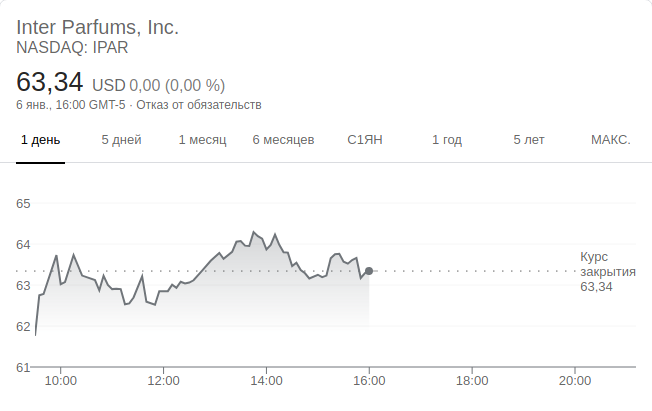 Inter Parfums, Inc.
NASDAQ: IPAR
63,34 USD 0,00 (0,00 %)
6 янв., 16:00 GMT-5 · Отказ от обязательств
1 день 5 дней 1 месяц 6 месяцев С1ЯН 1 год 5 лет МАКС.
65
64
Курс
закрытия
63,34
63
62
61
10:00 12:00 14:00 16:00 18:00 20:00